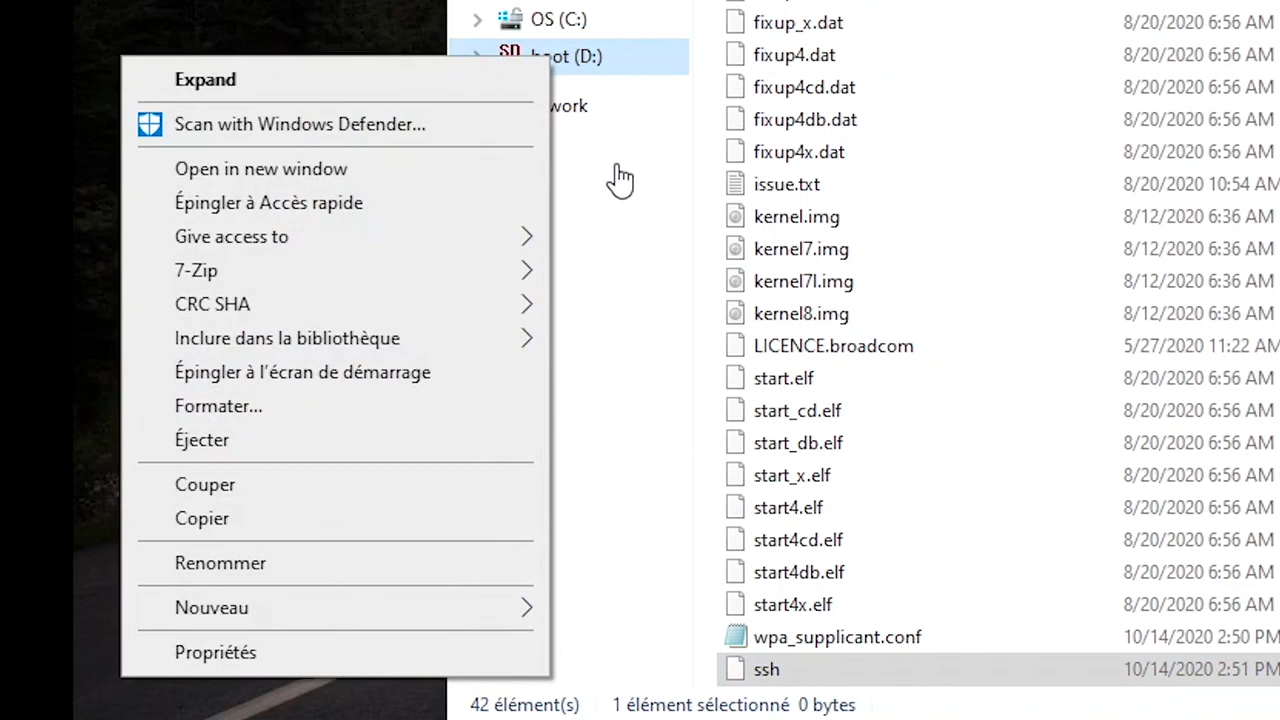 OS (C:)
boot (D:)
work
Expand
Scan with Windows Defender...
Open in new window
Épingler à Accès rapide
Give access to
7-Zip
CRC SHA
Inclure dans la bibliothèque
Épingler à l'écran de démarrage
Formater...
Éjecter
Couper
Copier
Renommer
Nouveau
Propriétés
fixup_x.dat 8/20/2020 6:56 AM
fixup4.dat 8/20/2020 6:56 AM
fixup4cd.dat 8/20/2020 6:56 AM
fixup4db.dat 8/20/2020 6:56 AM
fixup4x.dat 8/20/2020 6:56 AM
issue.txt 8/20/2020 10:54 AM
kernel.img 8/12/2020 6:36 AM
kernel7.img 8/12/2020 6:36 AM
kernel7l.img 8/12/2020 6:36 AM
kernel8.img 8/12/2020 6:36 AM
LICENCE.broadcom 5/27/2020 11:22 AM
start.elf 8/20/2020 6:56 AM
start_cd.elf 8/20/2020 6:56 AM
start_db.elf 8/20/2020 6:56 AM
start_x.elf 8/20/2020 6:56 AM
start4.elf 8/20/2020 6:56 AM
start4cd.elf 8/20/2020 6:56 AM
start4db.elf 8/20/2020 6:56 AM
start4x.elf 8/20/2020 6:56 AM
wpa_supplicant.conf 10/14/2020 2:50 PM
ssh 10/14/2020 2:51 PM
42 élément(s) 1 élément sélectionné 0 bytes